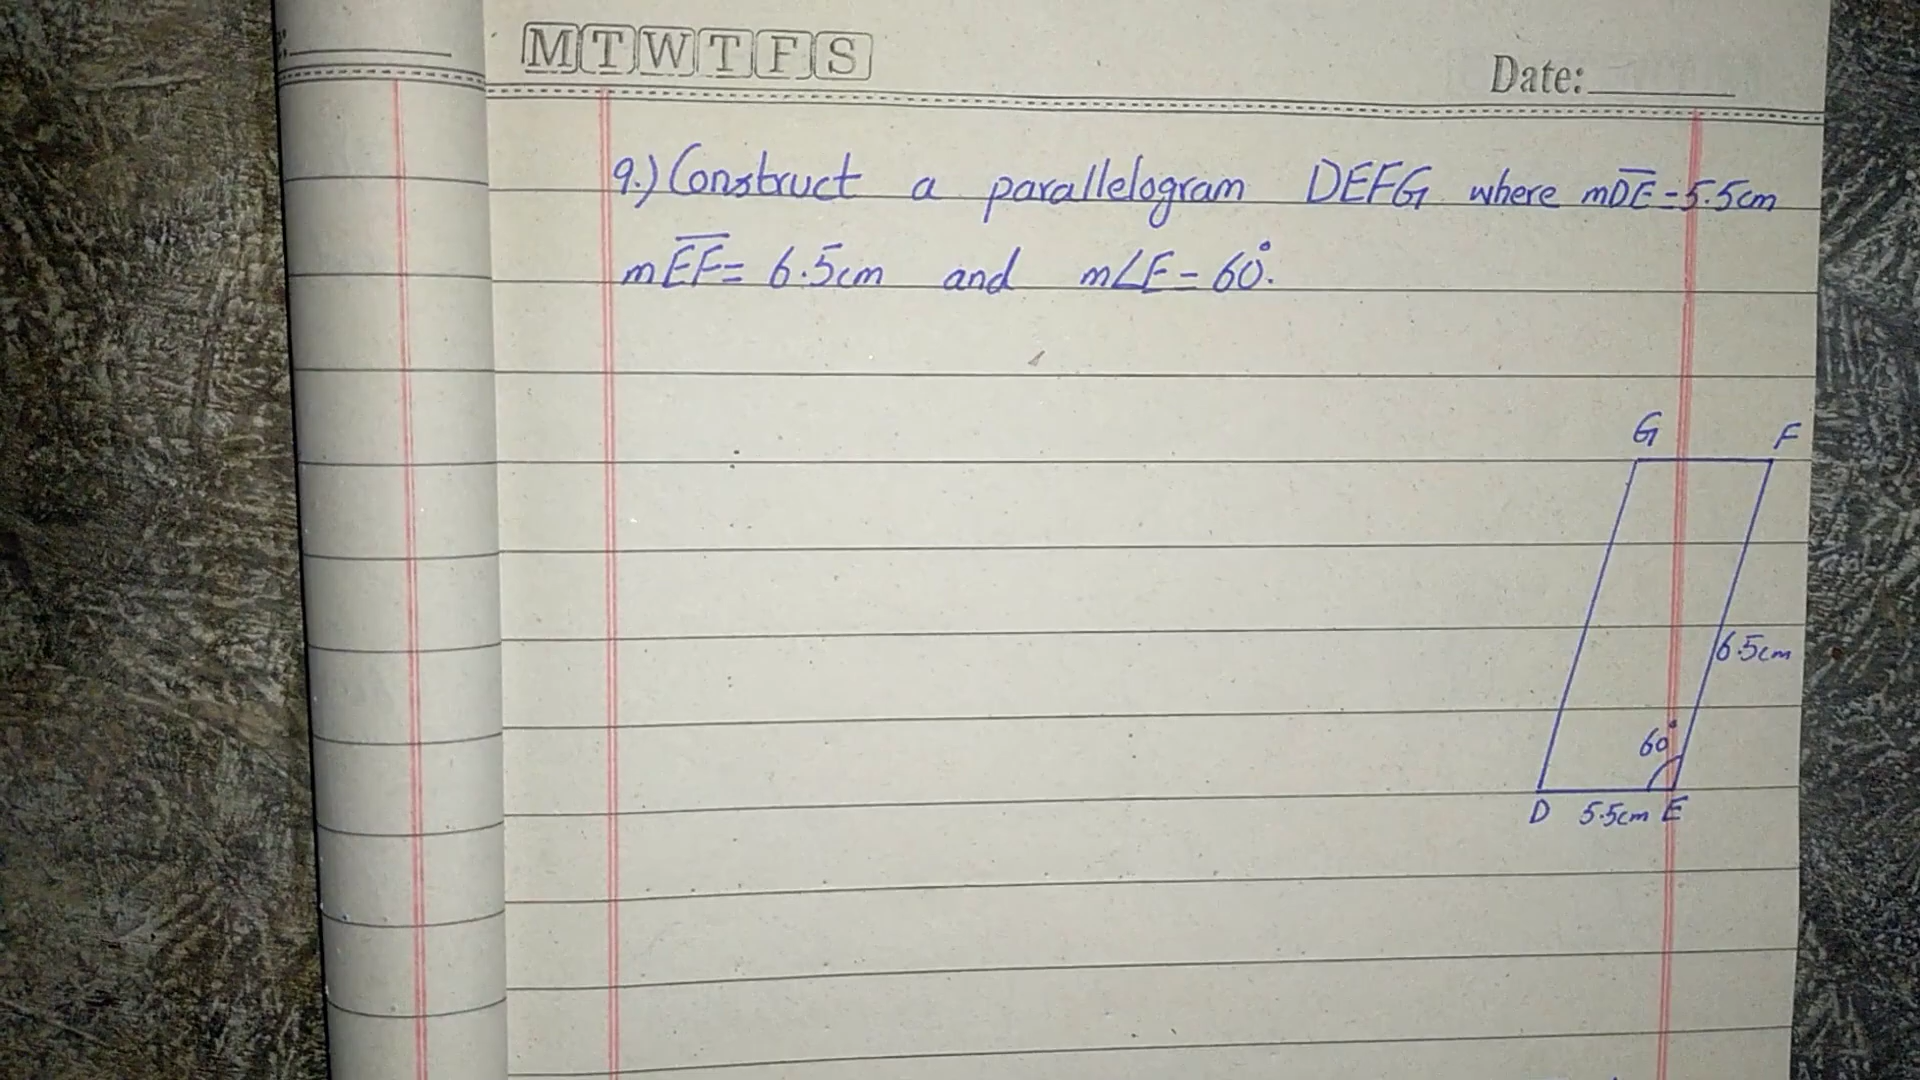 M T W T F S
Date:
9.) Construct a parallelogram DEFG where mDE = 5.5cm
mEF = 6.5cm and m∠E = 60°.
G F
6.5cm
60°
D 5.5cm E